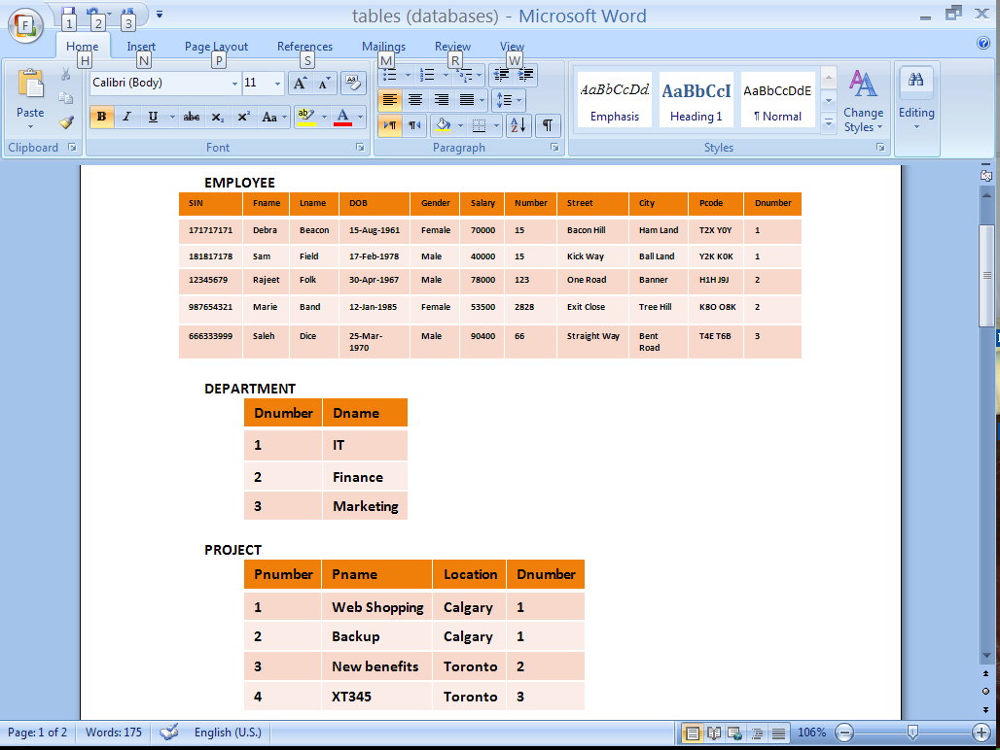 tables (databases) - Microsoft Word
F 1 2 3
Home Insert Page Layout References Mailings Review View
H N P S M R W
Paste
Clipboard
Calibri (Body) 11
B I U abc X₂ X² Aa
Font
Paragraph
AaBbCcDd AaBbCcI AaBbCcDdE
Emphasis Heading 1 ¶ Normal
Change Styles
Styles
Editing
EMPLOYEE
SIN Fname Lname DOB Gender Salary Number Street City Pcode Dnumber
171717171 Debra Beacon 15-Aug-1961 Female 70000 15 Bacon Hill Ham Land T2X Y0Y 1
181817178 Sam Field 17-Feb-1978 Male 40000 15 Kick Way Ball Land Y2K K0K 1
12345679 Rajeet Folk 30-Apr-1967 Male 78000 123 One Road Banner H1H J9J 2
987654321 Marie Band 12-Jan-1985 Female 53500 2828 Exit Close Tree Hill K8O O8K 2
666333999 Saleh Dice 25-Mar- Male 90400 66 Straight Way Bent T4E T6B 3
1970 Road
DEPARTMENT
Dnumber Dname
1 IT
2 Finance
3 Marketing
PROJECT
Pnumber Pname Location Dnumber
1 Web Shopping Calgary 1
2 Backup Calgary 1
3 New benefits Toronto 2
4 XT345 Toronto 3
Page: 1 of 2 Words: 175 English (U.S.) 106%